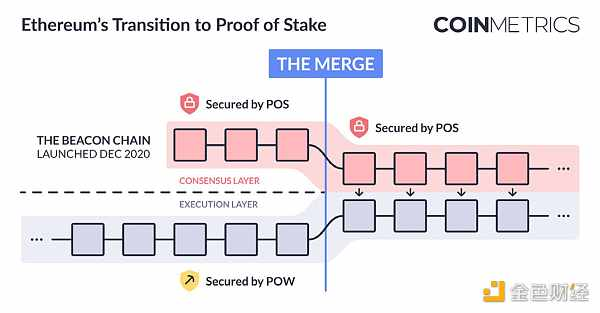 Ethereum's Transition to Proof of Stake
COINMETRICS
THE MERGE
Secured by POS
Secured by POS
THE BEACON CHAIN
LAUNCHED DEC 2020
CONSENSUS LAYER
EXECUTION LAYER
...
...
...
Secured by POW
金色财经